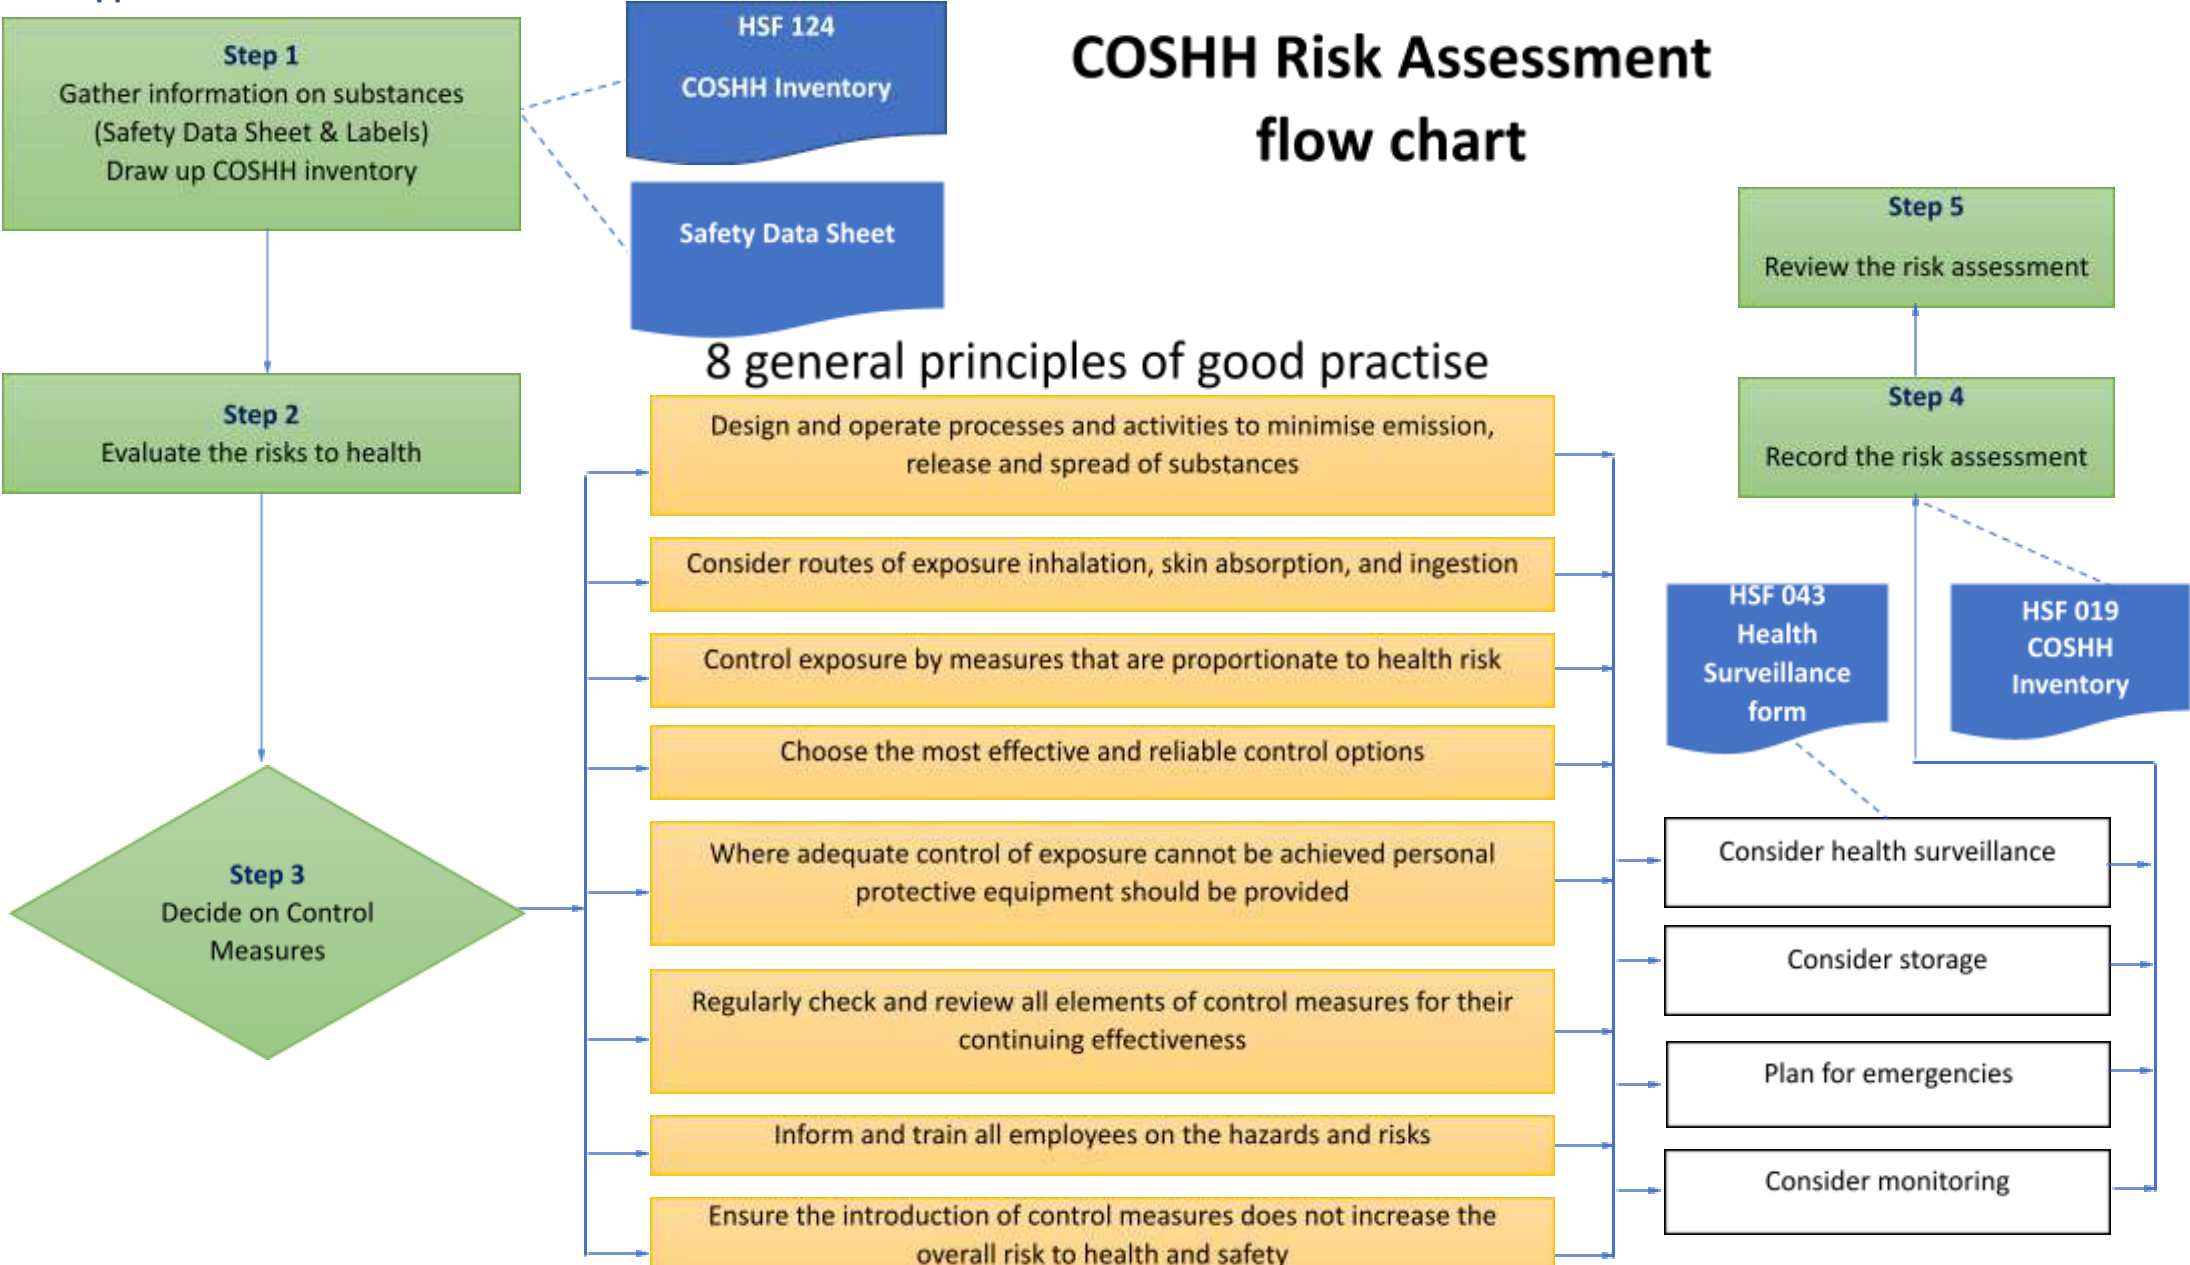 Step 1
Gather information on substances
(Safety Data Sheet & Labels)
Draw up COSHH inventory
HSF 124
COSHH Inventory
Safety Data Sheet
COSHH Risk Assessment
flow chart
Step 2
Evaluate the risks to health
Step 3
Decide on Control
Measures
8 general principles of good practise
Design and operate processes and activities to minimise emission,
release and spread of substances
Consider routes of exposure inhalation, skin absorption, and ingestion
Control exposure by measures that are proportionate to health risk
Choose the most effective and reliable control options
Where adequate control of exposure cannot be achieved personal
protective equipment should be provided
Regularly check and review all elements of control measures for their
continuing effectiveness
Inform and train all employees on the hazards and risks
Ensure the introduction of control measures does not increase the
overall risk to health and safety
Consider health surveillance
Consider storage
Plan for emergencies
Consider monitoring
HSF 043
Health
Surveillance
form
HSF 019
COSHH
Inventory
Step 4
Record the risk assessment
Step 5
Review the risk assessment